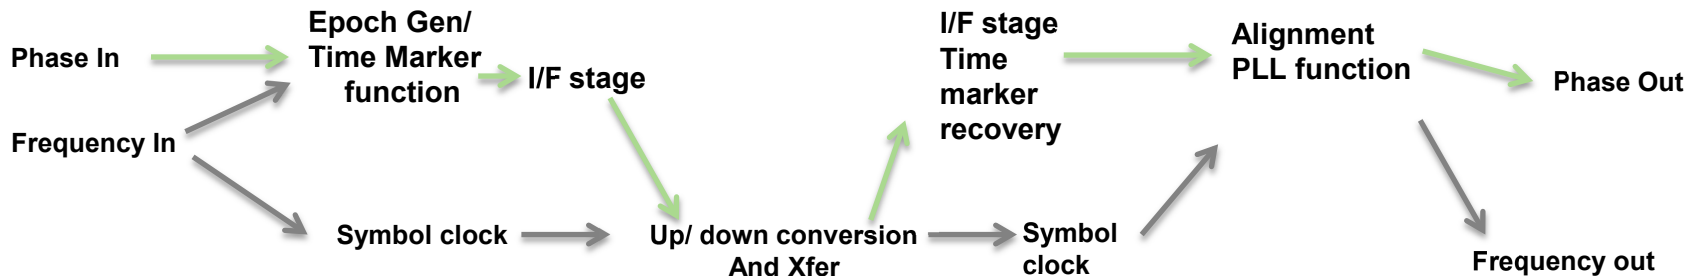 Phase In
Frequency In
Epoch Gen/
Time Marker
function
I/F stage
Symbol clock
Up/ down conversion
And Xfer
I/F stage
Time
marker
recovery
Symbol
clock
Alignment
PLL function
Phase Out
Frequency out